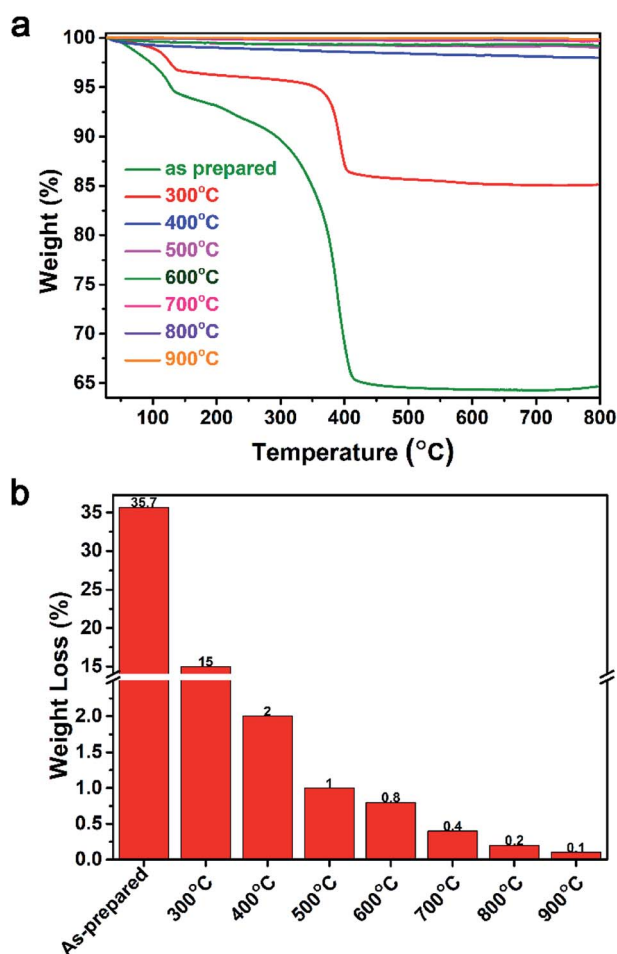 a
100
95
90
85
80
75
70
65
Weight (%)
as prepared
300°C
400°C
500°C
600°C
700°C
800°C
900°C
100 200 300 400 500 600 700 800
Temperature (°C)
b
35
30
25
20
15
2.0
1.5
1.0
0.5
0.0
Weight Loss (%)
35.7
15
2
1
0.8
0.4
0.2
0.1
As-prepared 300°C 400°C 500°C 600°C 700°C 800°C 900°C